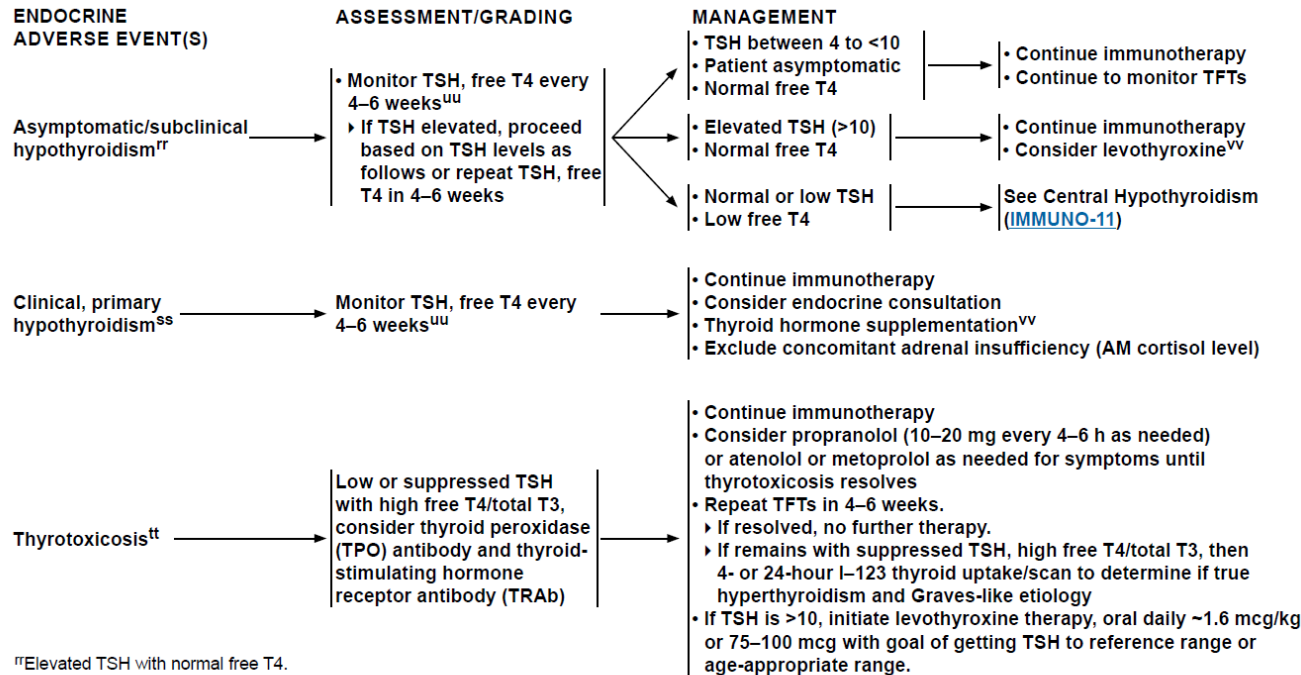 ENDOCRINE
ADVERSE EVENT(S)
ASSESSMENT/GRADING
MANAGEMENT
Asymptomatic/subclinical
hypothyroidismrr
• Monitor TSH, free T4 every
4–6 weeksuu
▸ If TSH elevated, proceed
based on TSH levels as
follows or repeat TSH, free
T4 in 4–6 weeks
• TSH between 4 to <10
• Patient asymptomatic
• Normal free T4
• Continue immunotherapy
• Continue to monitor TFTs
• Elevated TSH (>10)
• Normal free T4
• Continue immunotherapy
• Consider levothyroxinevv
• Normal or low TSH
• Low free T4
See Central Hypothyroidism
(IMMUNO-11)
Clinical, primary
hypothyroidismss
Monitor TSH, free T4 every
4–6 weeksuu
• Continue immunotherapy
• Consider endocrine consultation
• Thyroid hormone supplementationvv
• Exclude concomitant adrenal insufficiency (AM cortisol level)
Thyrotoxicosistt
Low or suppressed TSH
with high free T4/total T3,
consider thyroid peroxidase
(TPO) antibody and thyroid-
stimulating hormone
receptor antibody (TRAb)
• Continue immunotherapy
• Consider propranolol (10–20 mg every 4–6 h as needed)
or atenolol or metoprolol as needed for symptoms until
thyrotoxicosis resolves
• Repeat TFTs in 4–6 weeks.
▸ If resolved, no further therapy.
▸ If remains with suppressed TSH, high free T4/total T3, then
4- or 24-hour I–123 thyroid uptake/scan to determine if true
hyperthyroidism and Graves-like etiology
• If TSH is >10, initiate levothyroxine therapy, oral daily ~1.6 mcg/kg
or 75–100 mcg with goal of getting TSH to reference range or
age-appropriate range.
rrElevated TSH with normal free T4.